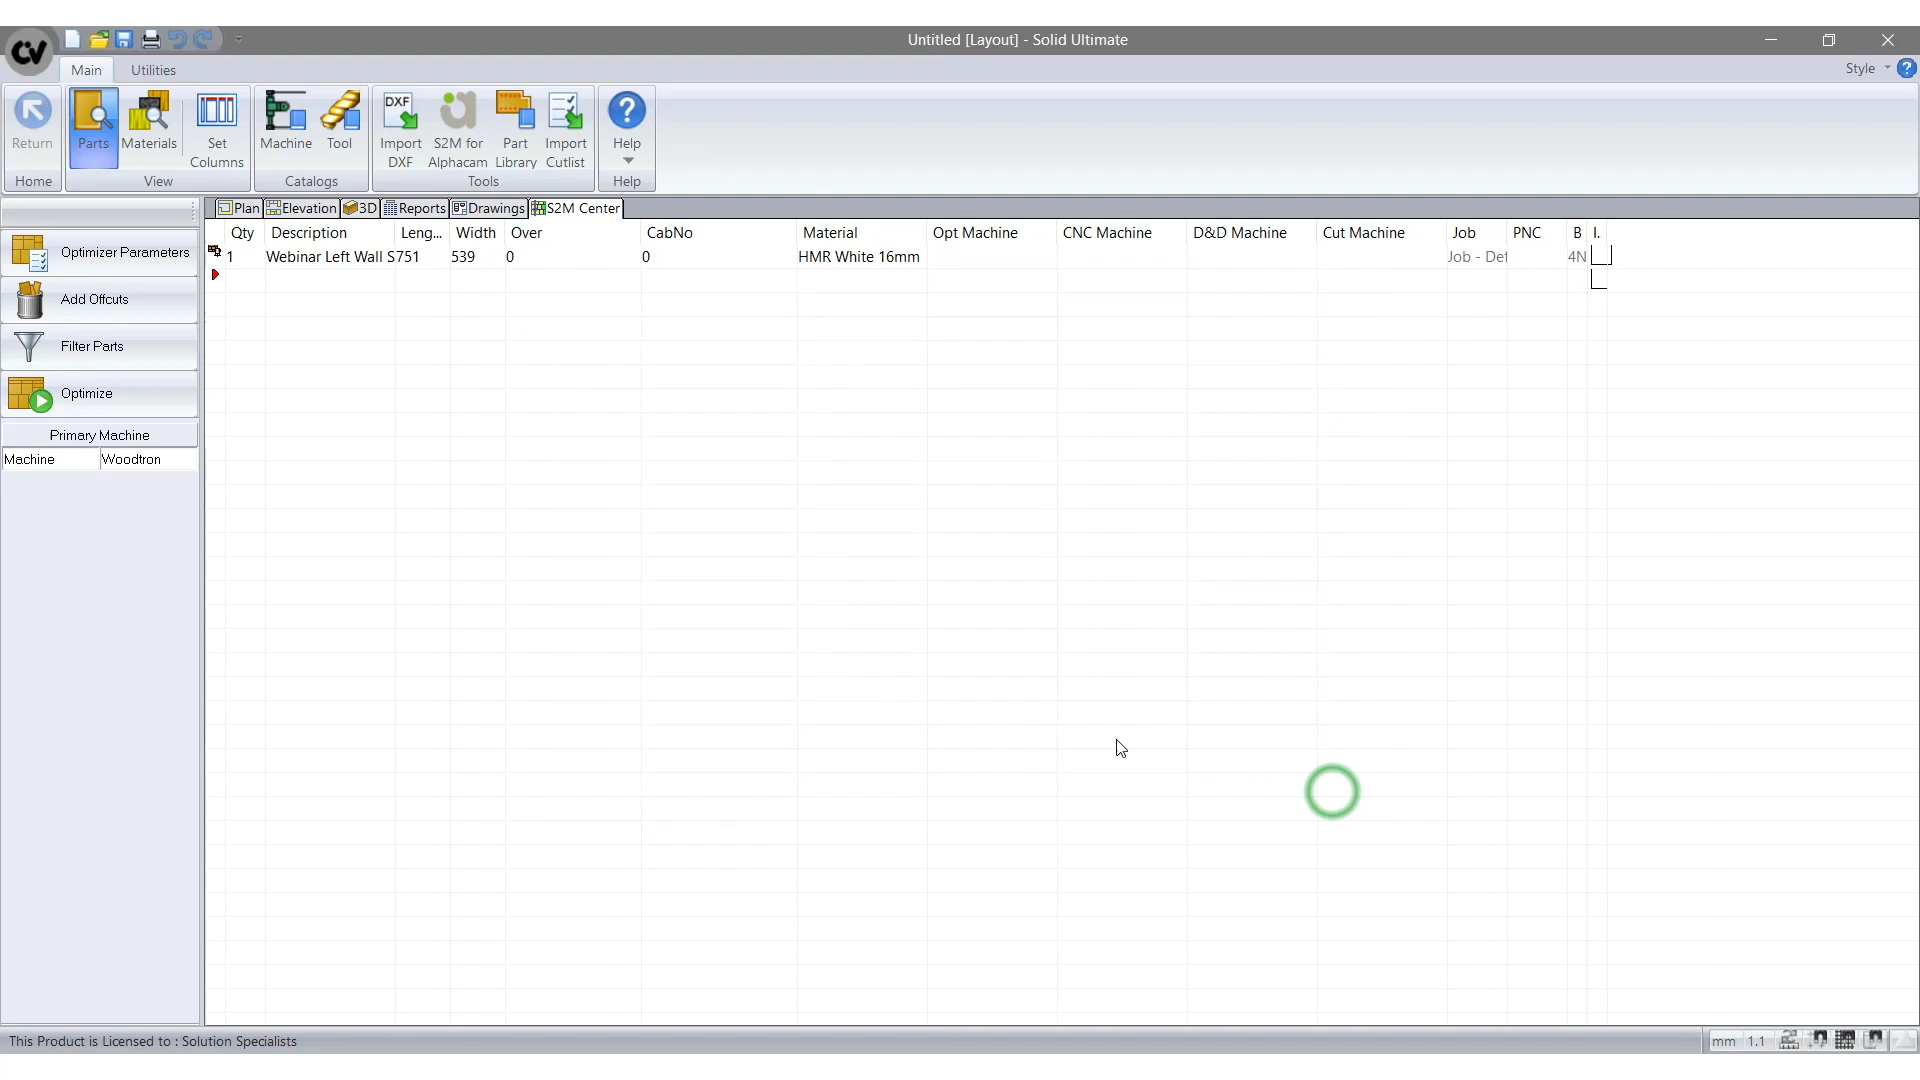 CV
Untitled [Layout] - Solid Ultimate
Main Utilities
Style
Return
Parts
Materials
Set
Columns
Machine
Tool
DXF
Import
DXF
S2M for
Alphacam
Part
Library
Import
Cutlist
Help
Home
View
Catalogs
Tools
Help
Plan Elevation 3D Reports Drawings S2M Center
Qty Description Leng... Width Over CabNo Material Opt Machine CNC Machine D&D Machine Cut Machine Job PNC B I.
1 Webinar Left Wall S 751 539 0 0 HMR White 16mm Job - Def 4N
Optimizer Parameters
Add Offcuts
Filter Parts
Optimize
Primary Machine
Machine Woodtron
This Product is Licensed to : Solution Specialists
mm 1.1